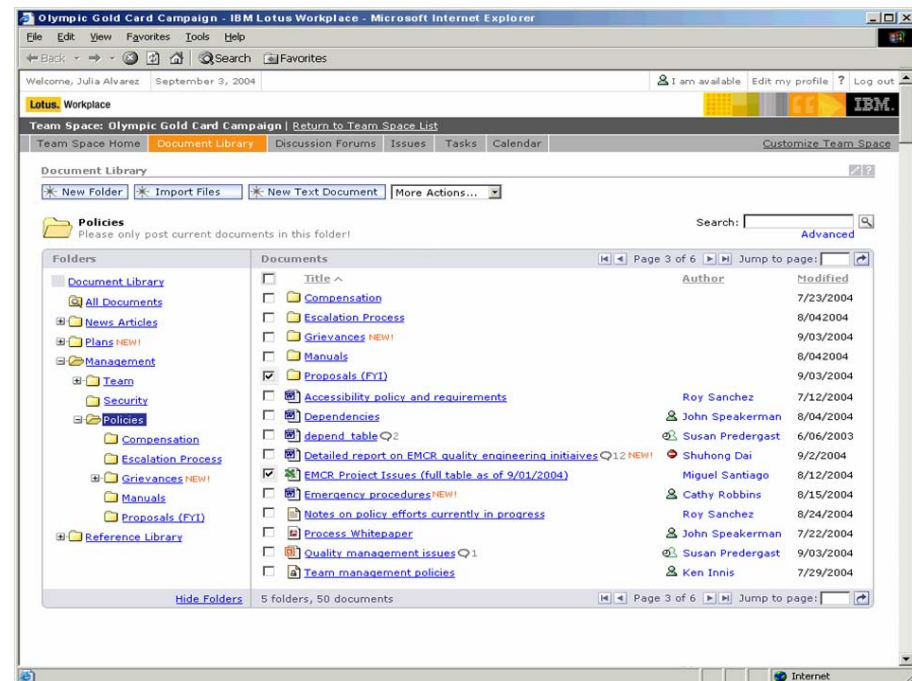 Olympic Gold Card Campaign - IBM Lotus Workplace - Microsoft Internet Explorer
File Edit View Favorites Tools Help
Back Search Favorites
Welcome, Julia Alvarez September 3, 2004 I am available Edit my profile ? Log out
Lotus. Workplace IBM.
Team Space: Olympic Gold Card Campaign | Return to Team Space List
Team Space Home Document Library Discussion Forums Issues Tasks Calendar Customize Team Space
Document Library ?
New Folder Import Files New Text Document More Actions...
Policies Search:
Please only post current documents in this folder! Advanced
Folders Documents Page 3 of 6 Jump to page:
Document Library Title Author Modified
All Documents Compensation 7/23/2004
News Articles Escalation Process 8/042004
Plans NEW! Grievances NEW! 9/03/2004
Management Manuals 8/042004
Team Proposals (FYI) 9/03/2004
Security Accessibility policy and requirements Roy Sanchez 7/12/2004
Policies Dependencies John Speakerman 8/04/2004
Compensation depend_table 2 Susan Predergast 6/06/2003
Escalation Process Detailed report on EMCR quality engineering initiaives 12 NEW! Shuhong Dai 9/2/2004
Grievances NEW! EMCR Project Issues (full table as of 9/01/2004) Miguel Santiago 8/12/2004
Manuals Emergency procedures NEW! Cathy Robbins 8/15/2004
Proposals (FYI) Notes on policy efforts currently in progress Roy Sanchez 8/24/2004
Reference Library Process Whitepaper John Speakerman 7/22/2004
Quality management issues 1 Susan Predergast 9/03/2004
Team management policies Ken Innis 7/29/2004
Hide Folders 5 folders, 50 documents Page 3 of 6 Jump to page:
Internet